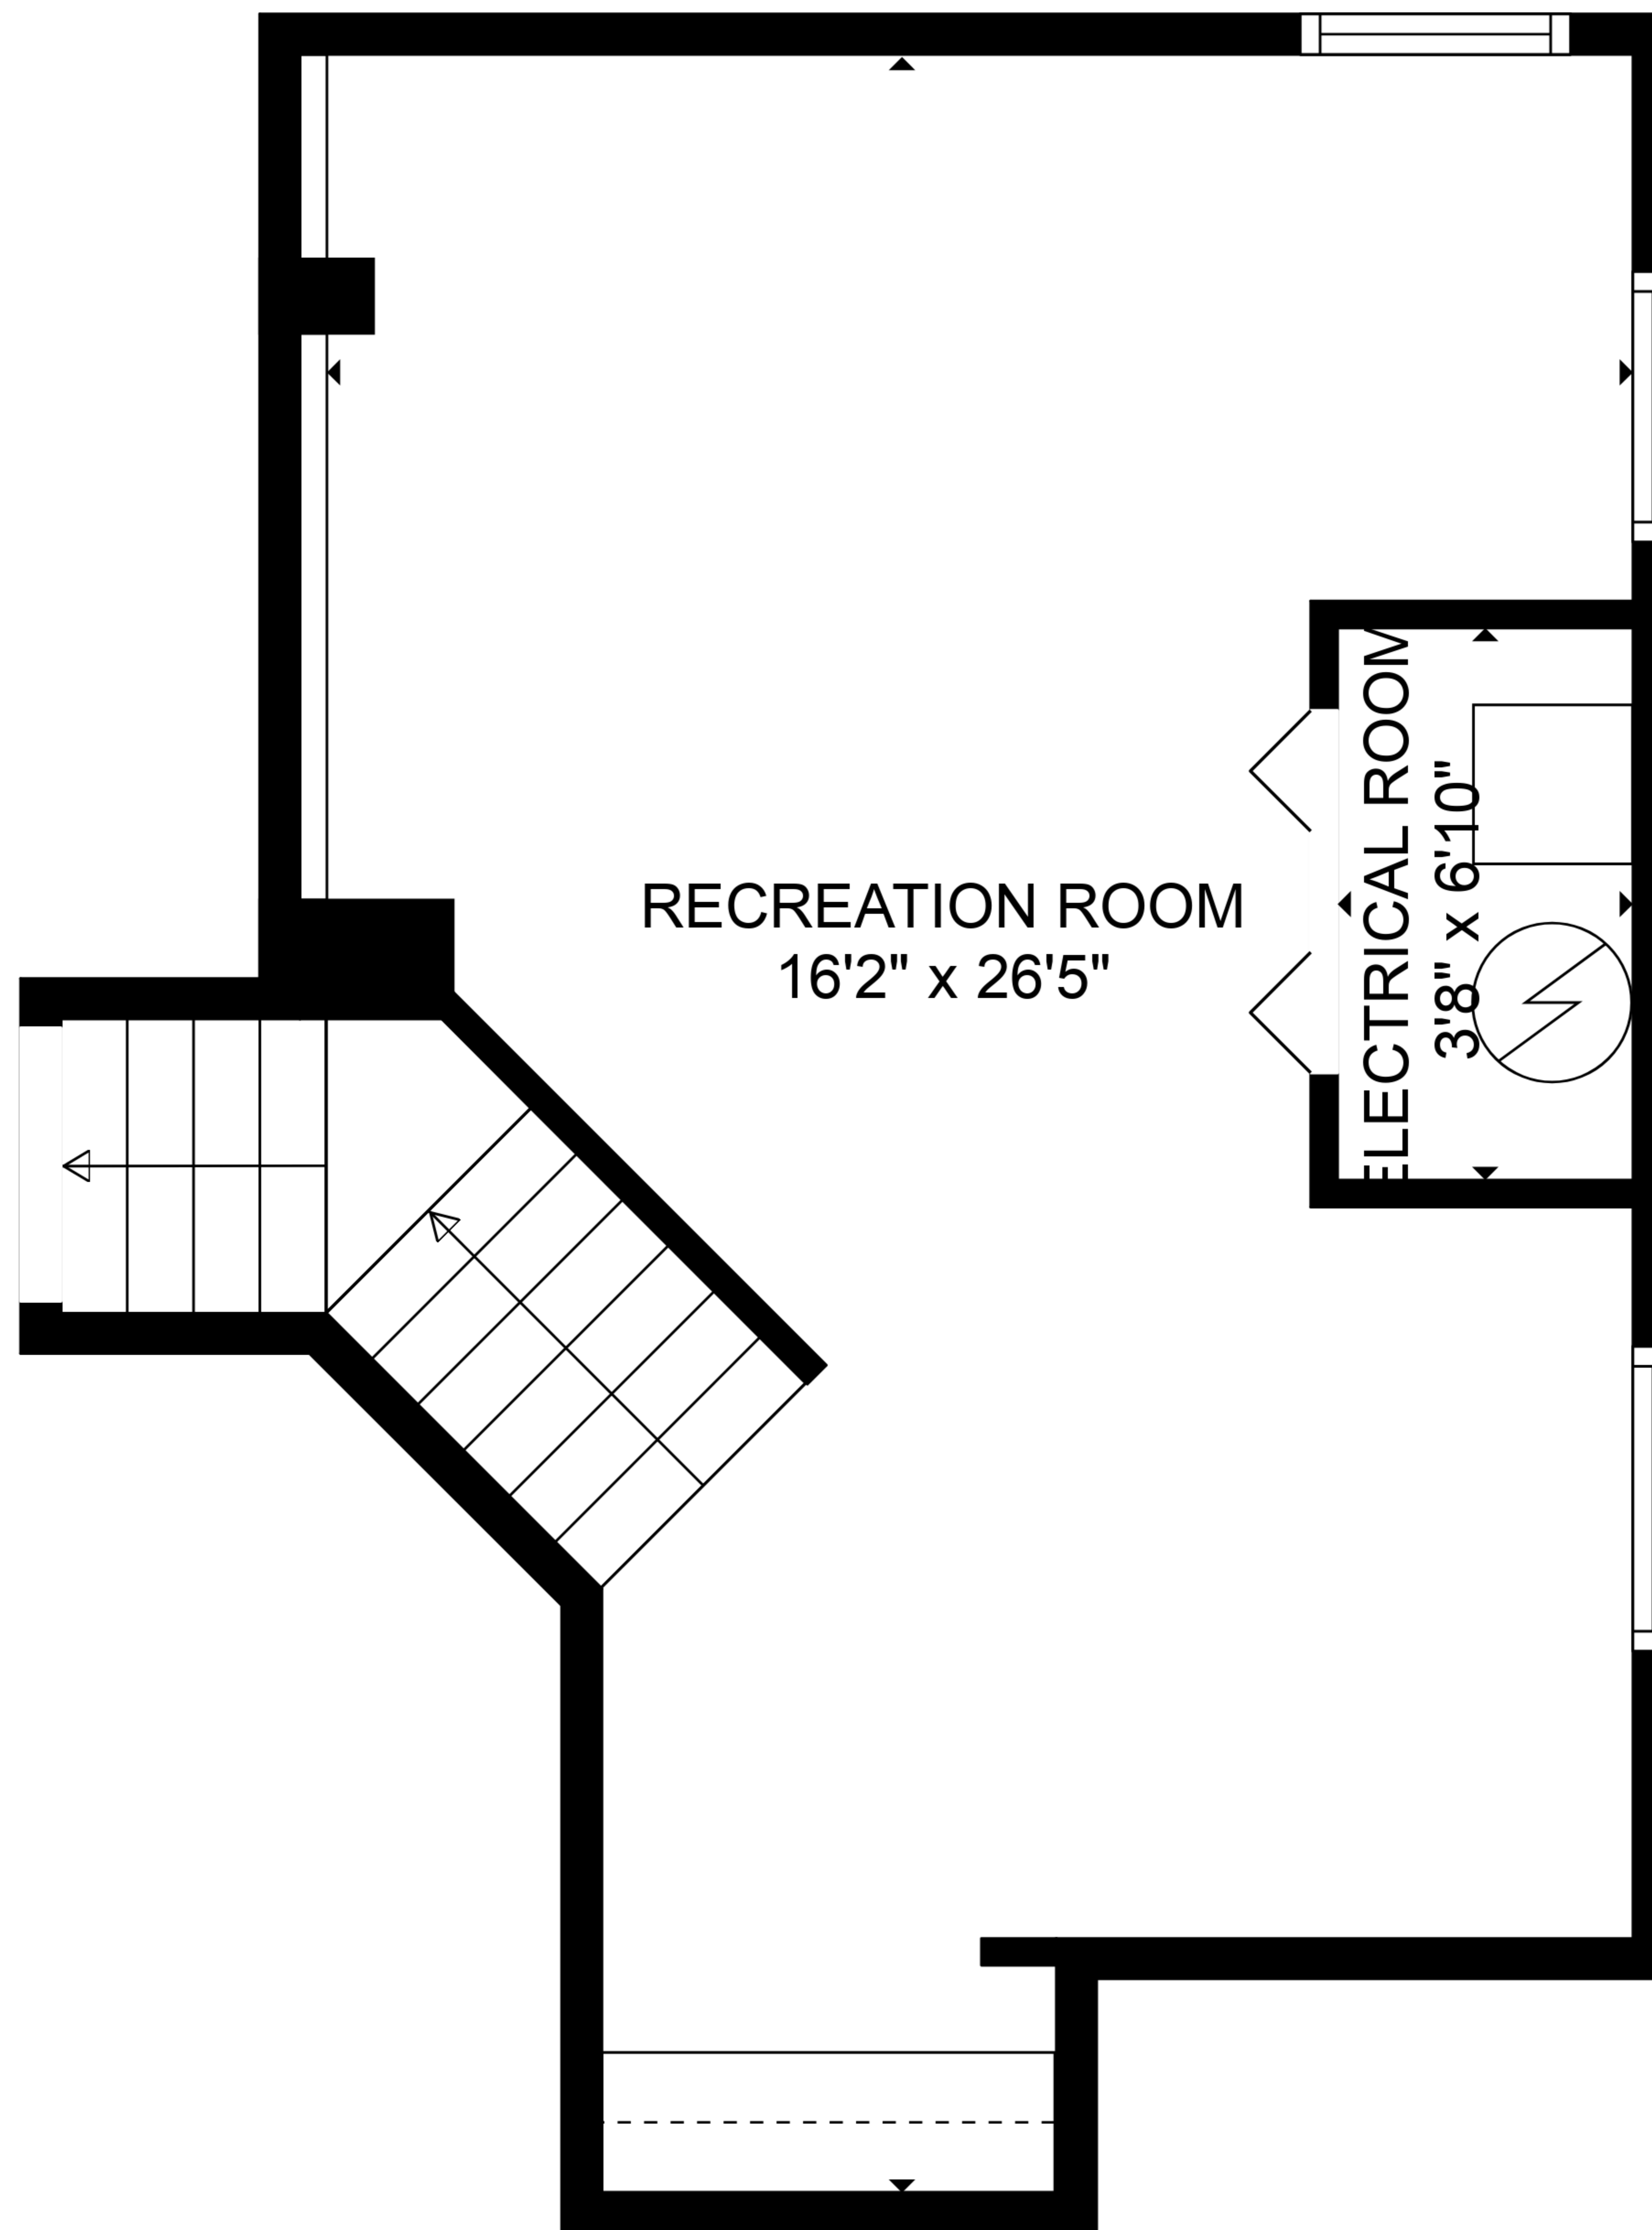 RECREATION ROOM
16'2" x 26'5"
ELECTRICAL ROOM
3'8" x 6'10"